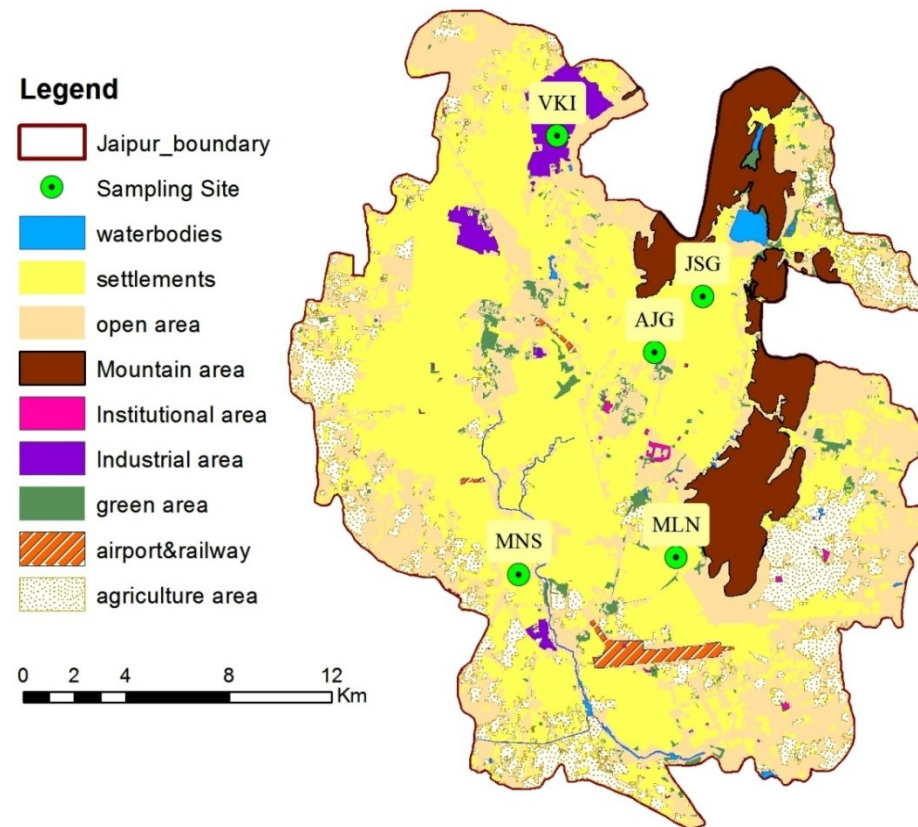 Legend
Jaipur_boundary
Sampling Site
waterbodies
settlements
open area
Mountain area
Institutional area
Industrial area
green area
airport&railway
agriculture area
0 2 4 8 12
Km
VKI
JSG
AJG
MLN
MNS